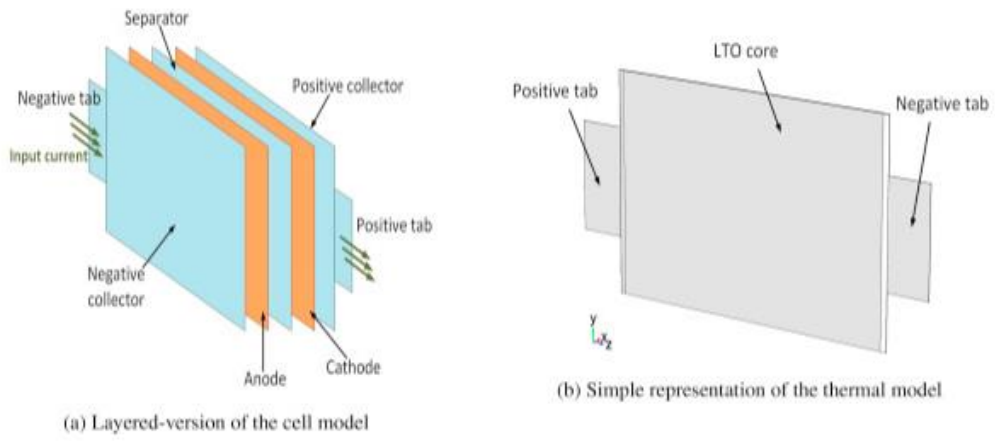 Separator
Positive collector
Negative tab
Input current
Positive tab
Negative
collector
Cathode
Anode
(a) Layered-version of the cell model
LTO core
Positive tab
Negative tab
y
x
z
(b) Simple representation of the thermal model